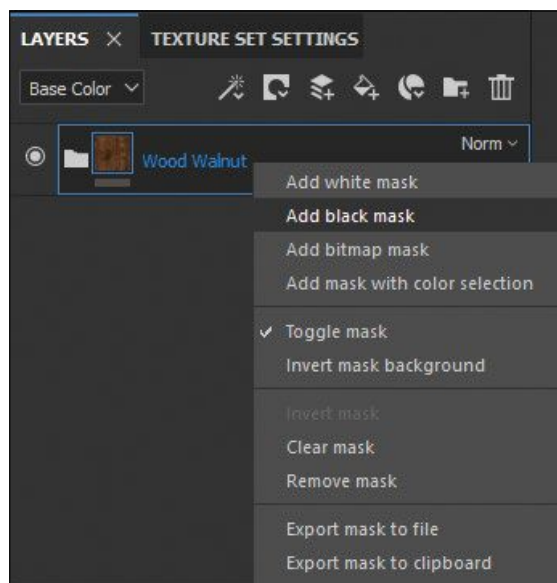 LAYERS × TEXTURE SET SETTINGS
Base Color
Norm
Wood Walnut
Add white mask
Add black mask
Add bitmap mask
Add mask with color selection
Toggle mask
Invert mask background
Invert mask
Clear mask
Remove mask
Export mask to file
Export mask to clipboard